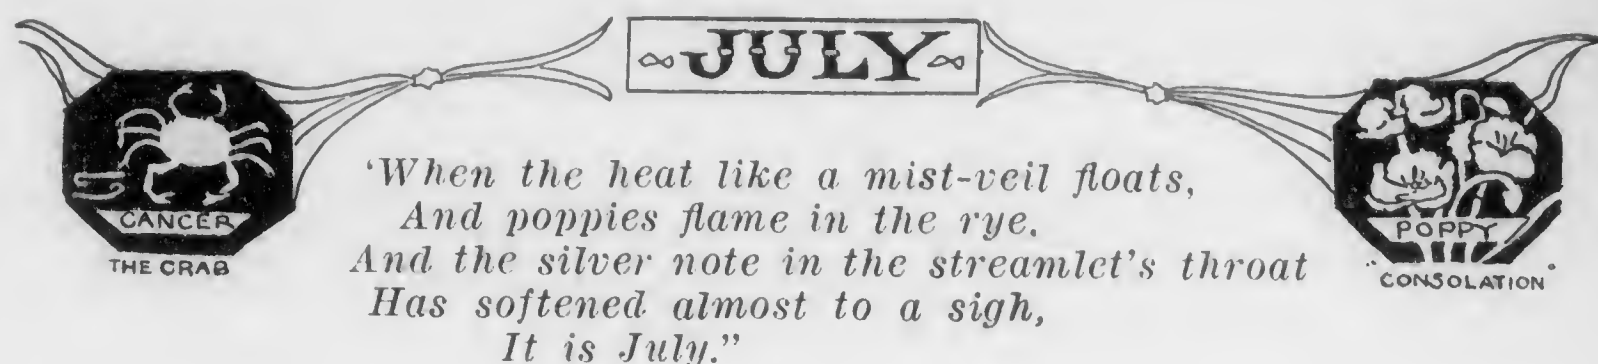 JULY
CANCER
THE CRAB
'When the heat like a mist-veil floats,
And poppies flame in the rye.
And the silver note in the streamlet's throat
Has softened almost to a sigh,
It is July."
POPPY
"CONSOLATION"